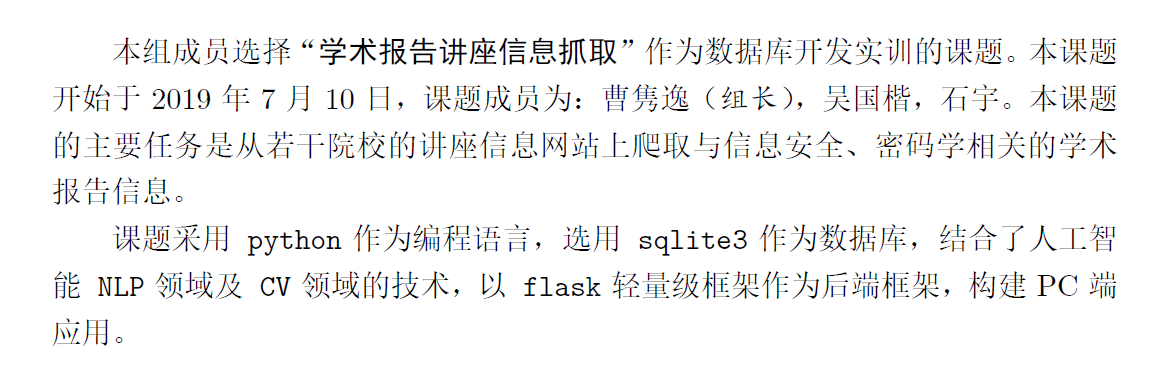 本组成员选择“学术报告讲座信息抓取”作为数据库开发实训的课题。本课题
开始于 2019 年 7 月 10 日，课题成员为：曹隽逸（组长），吴国楷，石宇。本课题
的主要任务是从若干院校的讲座信息网站上爬取与信息安全、密码学相关的学术
报告信息。
课题采用 python 作为编程语言，选用 sqlite3 作为数据库，结合了人工智
能 NLP 领域及 CV 领域的技术，以 flask 轻量级框架作为后端框架，构建 PC 端
应用。